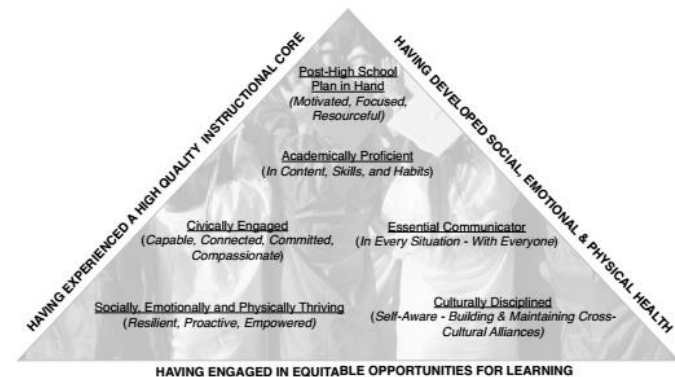 HAVING EXPERIENCED A HIGH QUALITY INSTRUCTIONAL CORE
HAVING DEVELOPED SOCIAL, EMOTIONAL & PHYSICAL HEALTH
Post-High School
Plan in Hand
(Motivated, Focused,
Resourceful)
Academically Proficient
(In Content, Skills, and Habits)
Civically Engaged
(Capable, Connected, Committed,
Compassionate)
Essential Communicator
(In Every Situation - With Everyone)
Socially, Emotionally and Physically Thriving
(Resilient, Proactive, Empowered)
Culturally Disciplined
(Self-Aware - Building & Maintaining Cross-
Cultural Alliances)
HAVING ENGAGED IN EQUITABLE OPPORTUNITIES FOR LEARNING